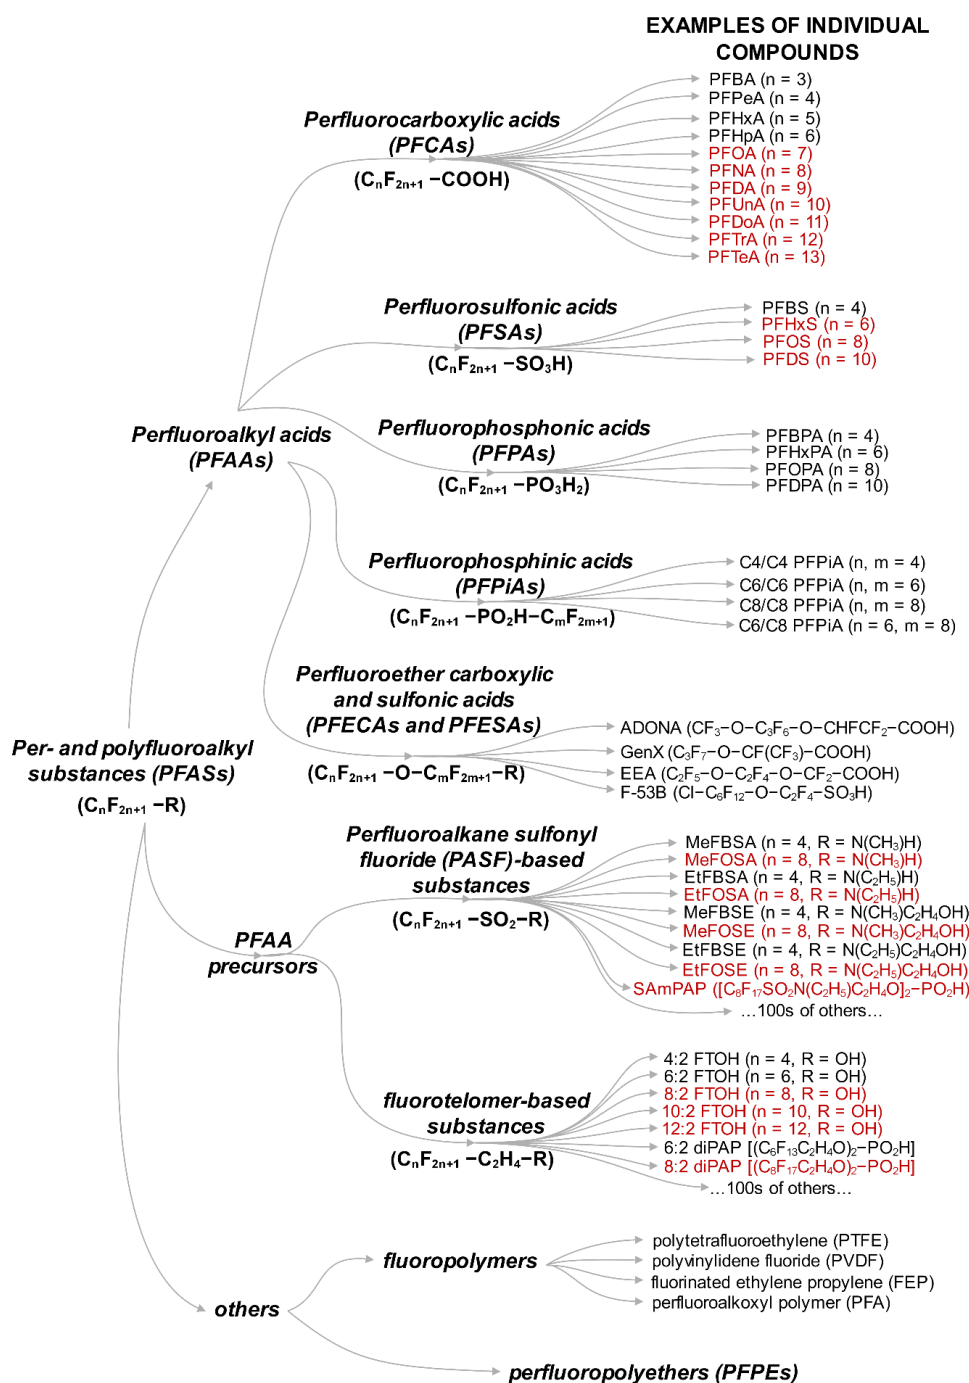 EXAMPLES OF INDIVIDUAL
COMPOUNDS
Perfluorocarboxylic acids
(PFCAs)
(CₙF₂ₙ₊₁ –COOH)
PFBA (n = 3)
PFPeA (n = 4)
PFHxA (n = 5)
PFHpA (n = 6)
PFOA (n = 7)
PFNA (n = 8)
PFDA (n = 9)
PFUnA (n = 10)
PFDoA (n = 11)
PFTrA (n = 12)
PFTeA (n = 13)
Perfluorosulfonic acids
(PFSAs)
(CₙF₂ₙ₊₁ –SO₃H)
PFBS (n = 4)
PFHxS (n = 6)
PFOS (n = 8)
PFDS (n = 10)
Perfluoroalkyl acids
(PFAAs)
Perfluorophosphonic acids
(PFPAs)
(CₙF₂ₙ₊₁ –PO₃H₂)
PFBPA (n = 4)
PFHxPA (n = 6)
PFOPA (n = 8)
PFDPA (n = 10)
Perfluorophosphinic acids
(PFPiAs)
(CₙF₂ₙ₊₁ –PO₂H–CₘF₂ₘ₊₁)
C4/C4 PFPiA (n, m = 4)
C6/C6 PFPiA (n, m = 6)
C8/C8 PFPiA (n, m = 8)
C6/C8 PFPiA (n = 6, m = 8)
Perfluoroether carboxylic
and sulfonic acids
(PFECAs and PFESAs)
(CₙF₂ₙ₊₁ –O–CₘF₂ₘ₊₁–R)
ADONA (CF₃–O–C₃F₆–O–CHFCF₂–COOH)
GenX (C₃F₇–O–CF(CF₃)–COOH)
EEA (C₂F₅–O–C₂F₄–O–CF₂–COOH)
F-53B (Cl–C₆F₁₂–O–C₂F₄–SO₃H)
Per- and polyfluoroalkyl
substances (PFASs)
(CₙF₂ₙ₊₁ –R)
Perfluoroalkane sulfonyl
fluoride (PASF)-based
substances
(CₙF₂ₙ₊₁ –SO₂–R)
MeFBSA (n = 4, R = N(CH₃)H)
MeFOSA (n = 8, R = N(CH₃)H)
EtFBSA (n = 4, R = N(C₂H₅)H)
EtFOSA (n = 8, R = N(C₂H₅)H)
MeFBSE (n = 4, R = N(CH₃)C₂H₄OH)
MeFOSE (n = 8, R = N(CH₃)C₂H₄OH)
EtFBSE (n = 4, R = N(C₂H₅)C₂H₄OH)
EtFOSE (n = 8, R = N(C₂H₅)C₂H₄OH)
SAmPAP ([C₈F₁₇SO₂N(C₂H₅)C₂H₄O]₂–PO₂H)
…100s of others…
PFAA
precursors
fluorotelomer-based
substances
(CₙF₂ₙ₊₁ –C₂H₄–R)
4:2 FTOH (n = 4, R = OH)
6:2 FTOH (n = 6, R = OH)
8:2 FTOH (n = 8, R = OH)
10:2 FTOH (n = 10, R = OH)
12:2 FTOH (n = 12, R = OH)
6:2 diPAP [(C₆F₁₃C₂H₄O)₂–PO₂H]
8:2 diPAP [(C₈F₁₇C₂H₄O)₂–PO₂H]
…100s of others…
others
fluoropolymers
polytetrafluoroethylene (PTFE)
polyvinylidene fluoride (PVDF)
fluorinated ethylene propylene (FEP)
perfluoroalkoxyl polymer (PFA)
perfluoropolyethers (PFPEs)